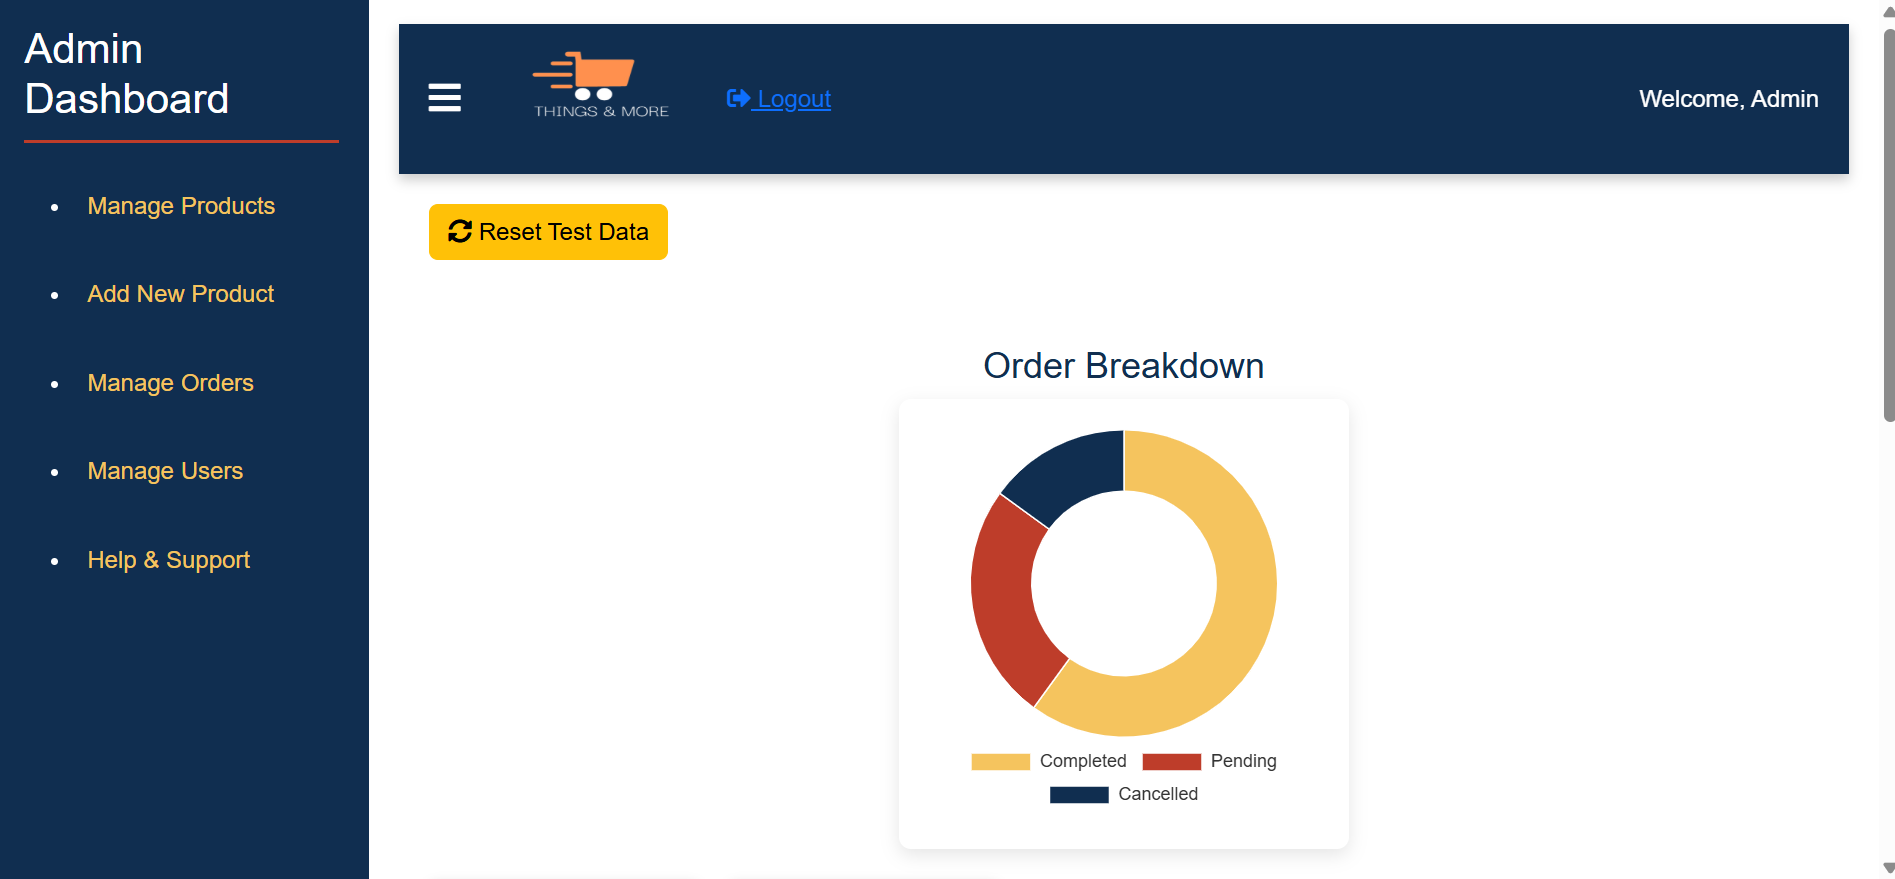 Admin
Dashboard
Manage Products
Add New Product
Manage Orders
Manage Users
Help & Support
THINGS & MORE
Logout
Welcome, Admin
Reset Test Data
Order Breakdown
Completed
Pending
Cancelled